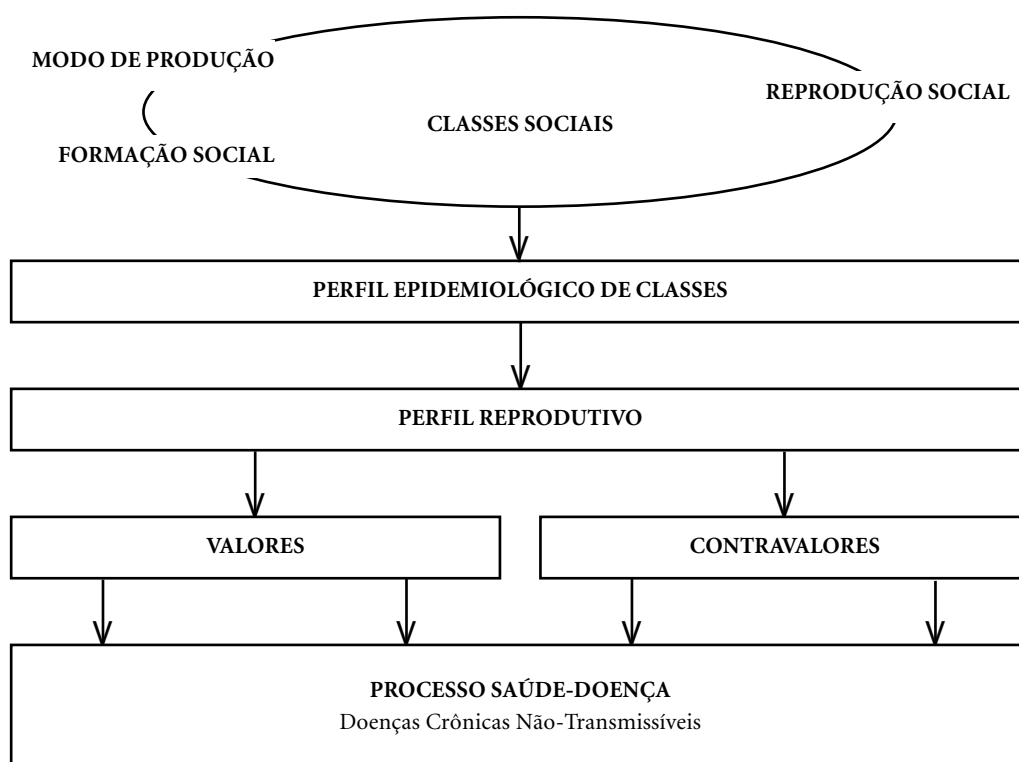 MODO DE PRODUÇÃO
REPRODUÇÃO SOCIAL
CLASSES SOCIAIS
FORMAÇÃO SOCIAL
PERFIL EPIDEMIOLÓGICO DE CLASSES
PERFIL REPRODUTIVO
VALORES
CONTRAVALORES
PROCESSO SAÚDE-DOENÇA
Doenças Crônicas Não-Transmissíveis